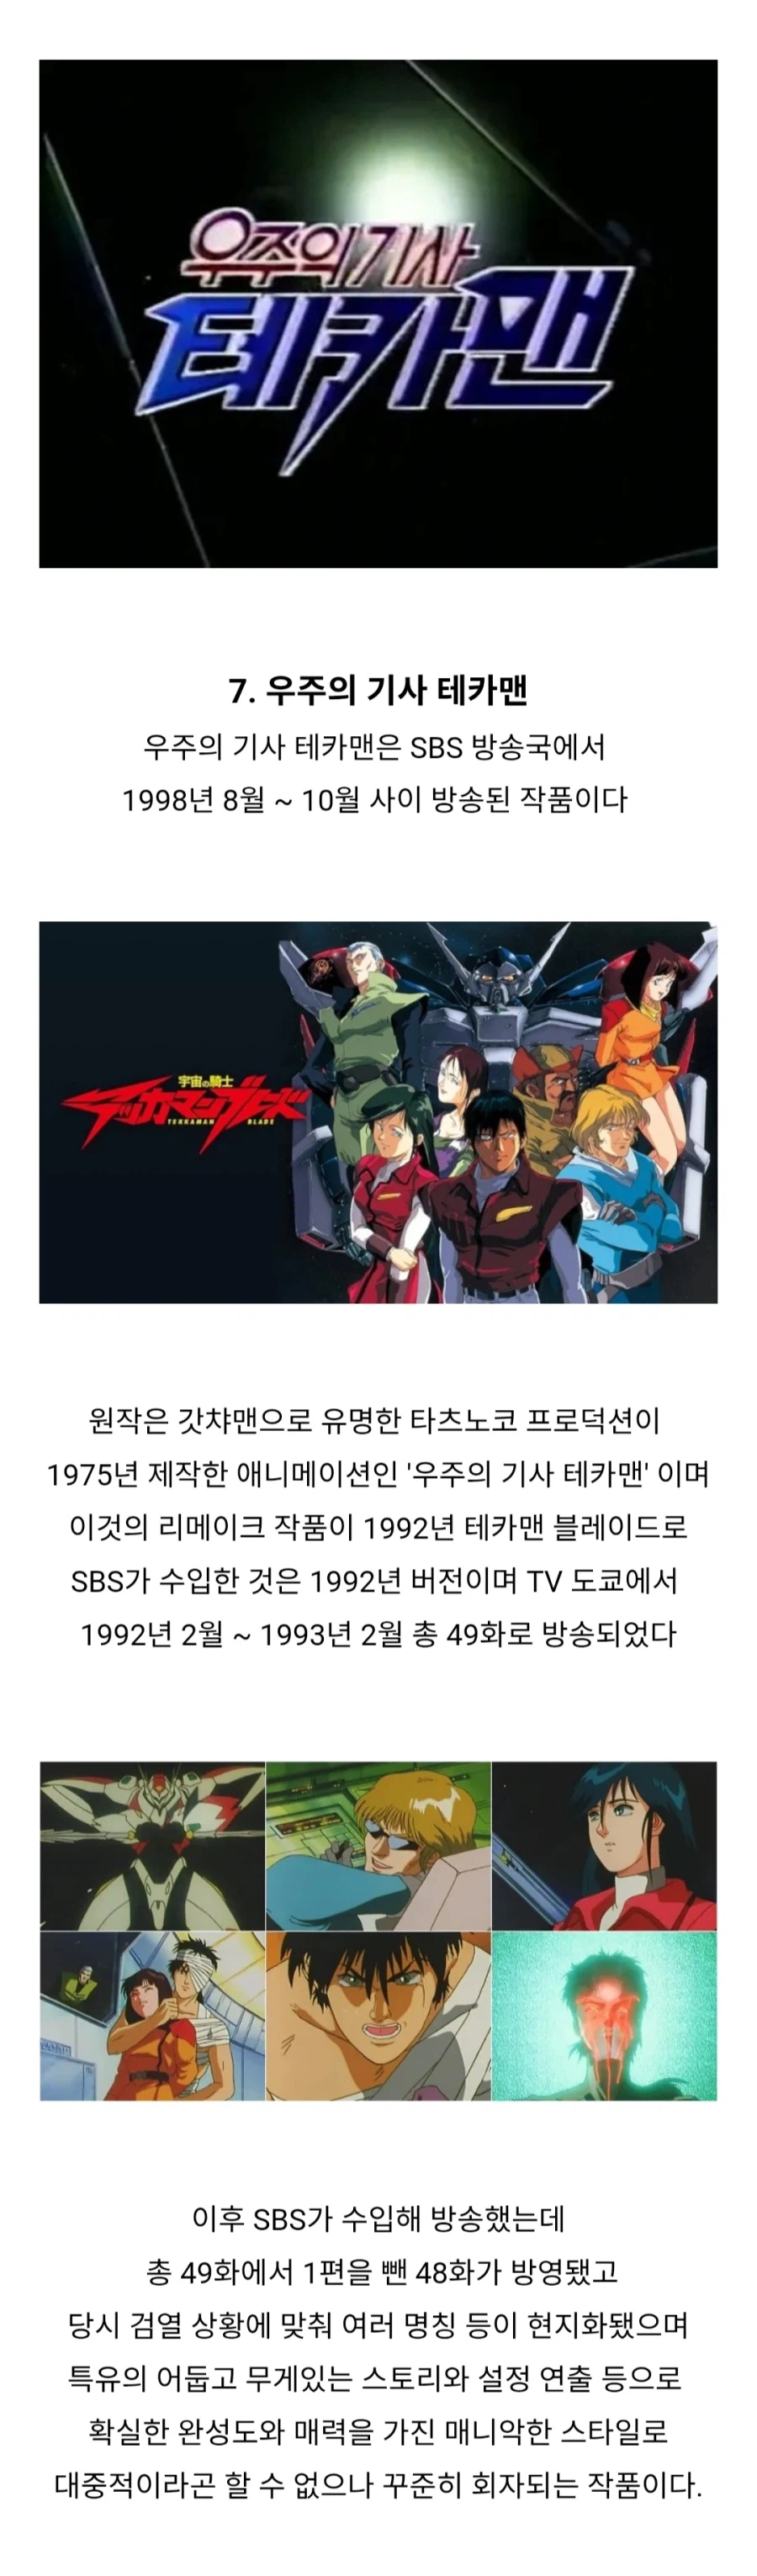 우주의 기사
테카맨
7. 우주의 기사 테카맨
우주의 기사 테카맨은 SBS 방송국에서
1998년 8월 ~ 10월 사이 방송된 작품이다
宇宙の騎士
テッカマンブレード
TEKKAMAN BLADE
원작은 갓챠맨으로 유명한 타츠노코 프로덕션이
1975년 제작한 애니메이션인 '우주의 기사 테카맨' 이며
이것의 리메이크 작품이 1992년 테카맨 블레이드로
SBS가 수입한 것은 1992년 버전이며 TV 도쿄에서
1992년 2월 ~ 1993년 2월 총 49화로 방송되었다
이후 SBS가 수입해 방송했는데
총 49화에서 1편을 뺀 48화가 방영됐고
당시 검열 상황에 맞춰 여러 명칭 등이 현지화됐으며
특유의 어둡고 무게있는 스토리와 설정 연출 등으로
확실한 완성도와 매력을 가진 매니악한 스타일로
대중적이라곤 할 수 없으나 꾸준히 회자되는 작품이다.